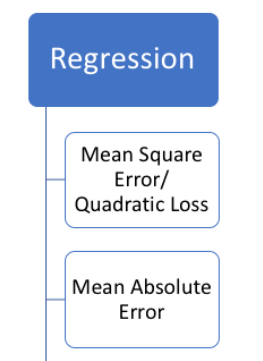 Regression
Mean Square
Error/
Quadratic Loss
Mean Absolute
Error